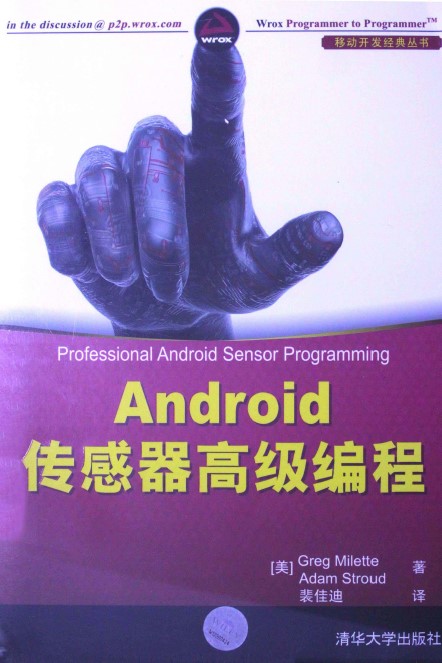 in the discussion @ p2p.wrox.com
Wrox Programmer to Programmer™
wrox
移动开发经典丛书
Professional Android Sensor Programming
Android
传感器高级编程
[美] Greg Milette 著
Adam Stroud
裴佳迪 译
清华大学出版社